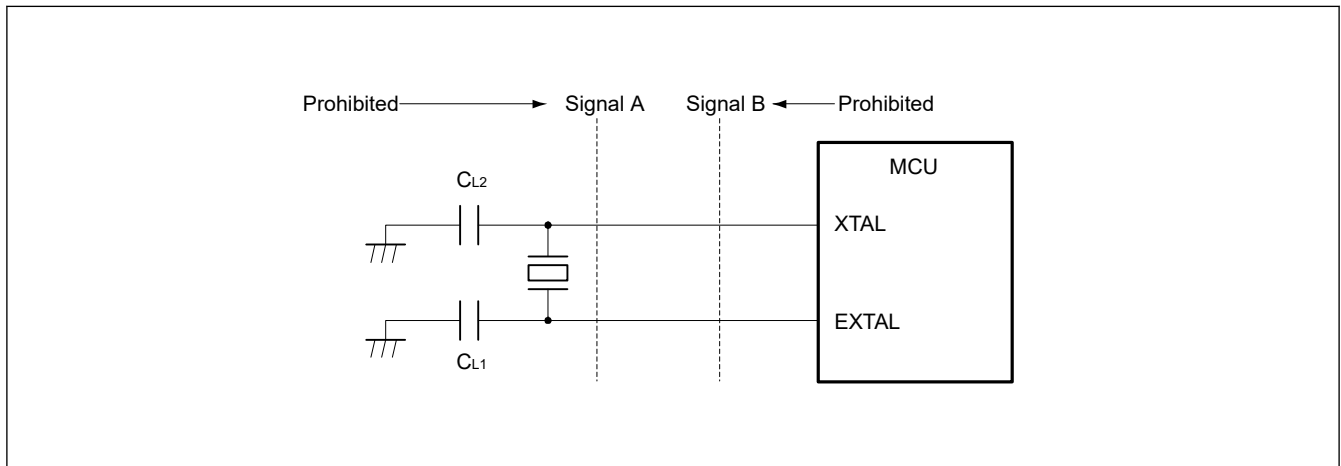 Prohibited Signal A Signal B Prohibited
MCU
CL2
XTAL
EXTAL
CL1